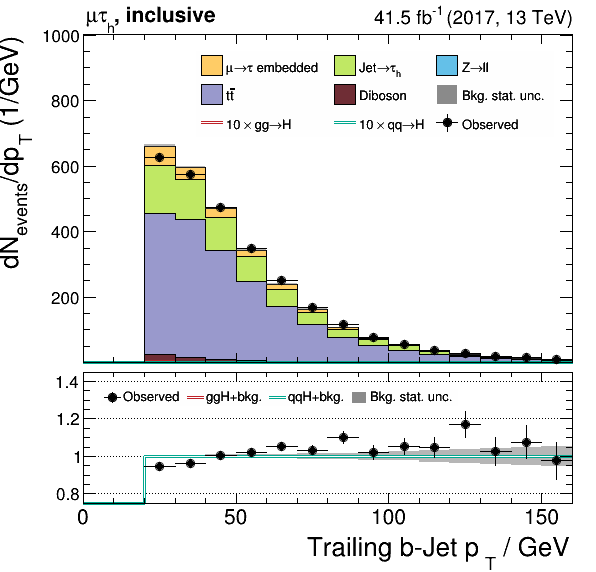 μτh, inclusive 41.5 fb-1 (2017, 13 TeV)
1000
800
600
400
200
dNevents/dpT (1/GeV)
μ→τ embedded Jet→τh Z→ll
tt̄ Diboson Bkg. stat. unc.
10 × gg→H 10 × qq→H Observed
1.4
1.2
1
0.8
Observed ggH+bkg. qqH+bkg. Bkg. stat. unc.
0 50 100 150
Trailing b-Jet pT / GeV